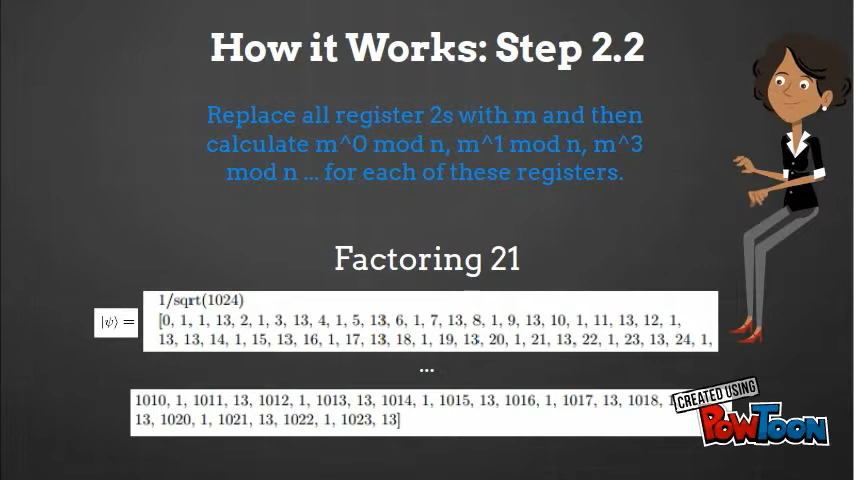 How it Works: Step 2.2
Replace all register 2s with m and then
calculate m^0 mod n, m^1 mod n, m^3
mod n ... for each of these registers.
Factoring 21
1/sqrt(1024)
|ψ⟩ =
[0, 1, 1, 13, 2, 1, 3, 13, 4, 1, 5, 13, 6, 1, 7, 13, 8, 1, 9, 13, 10, 1, 11, 13, 12, 1,
13, 13, 14, 1, 15, 13, 16, 1, 17, 13, 18, 1, 19, 13, 20, 1, 21, 13, 22, 1, 23, 13, 24, 1,
...
1010, 1, 1011, 13, 1012, 1, 1013, 13, 1014, 1, 1015, 13, 1016, 1, 1017, 13, 1018,
13, 1020, 1, 1021, 13, 1022, 1, 1023, 13]
CREATED USING
POWTOON